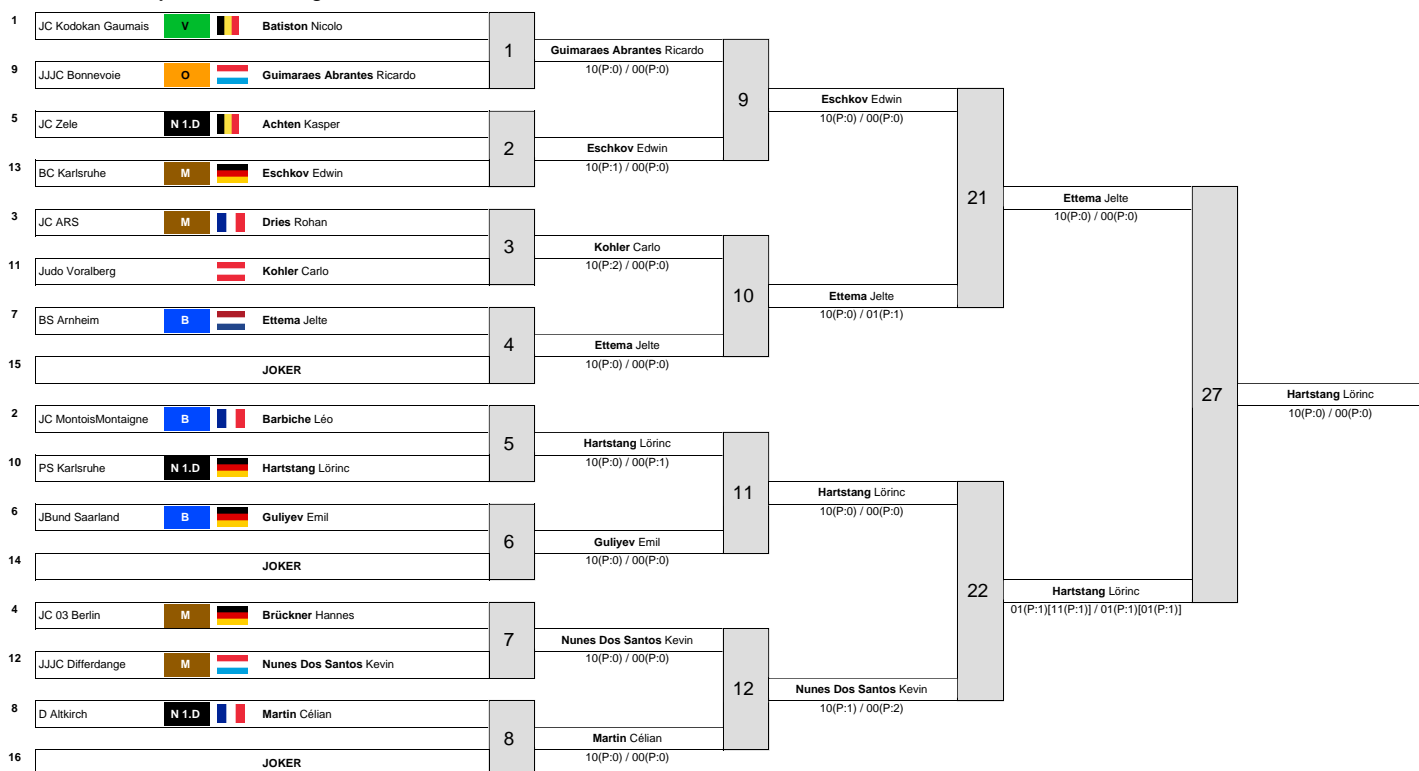 1 JC Kodokan Gaumais V Batiston Nicolo
1
Guimaraes Abrantes Ricardo
10(P:0) / 00(P:0)
9 JJJC Bonnevoie O Guimaraes Abrantes Ricardo
9
Eschkov Edwin
10(P:0) / 00(P:0)
5 JC Zele N 1.D Achten Kasper
2
Eschkov Edwin
10(P:1) / 00(P:0)
13 BC Karlsruhe M Eschkov Edwin
21
Ettema Jelte
10(P:0) / 00(P:0)
3 JC ARS M Dries Rohan
3
Kohler Carlo
10(P:2) / 00(P:0)
11 Judo Voralberg Kohler Carlo
10
Ettema Jelte
10(P:0) / 01(P:1)
7 BS Arnheim B Ettema Jelte
4
Ettema Jelte
10(P:0) / 00(P:0)
15 JOKER
27
Hartstang Lörinc
10(P:0) / 00(P:0)
2 JC MontoisMontaigne B Barbiche Léo
5
Hartstang Lörinc
10(P:0) / 00(P:1)
10 PS Karlsruhe N 1.D Hartstang Lörinc
11
Hartstang Lörinc
10(P:0) / 00(P:0)
6 JBund Saarland B Guliyev Emil
6
Guliyev Emil
10(P:0) / 00(P:0)
14 JOKER
22
Hartstang Lörinc
01(P:1)[11(P:1)] / 01(P:1)[01(P:1)]
4 JC 03 Berlin M Brückner Hannes
7
Nunes Dos Santos Kevin
10(P:0) / 00(P:0)
12 JJJC Differdange M Nunes Dos Santos Kevin
12
Nunes Dos Santos Kevin
10(P:1) / 00(P:2)
8 D Altkirch N 1.D Martin Célian
8
Martin Célian
10(P:0) / 00(P:0)
16 JOKER